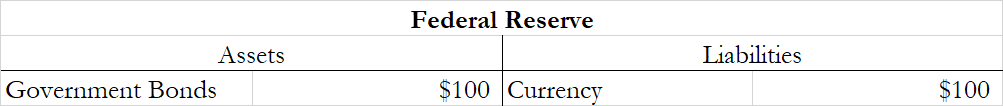 Federal Reserve
Assets Liabilities
Government Bonds $100 Currency $100